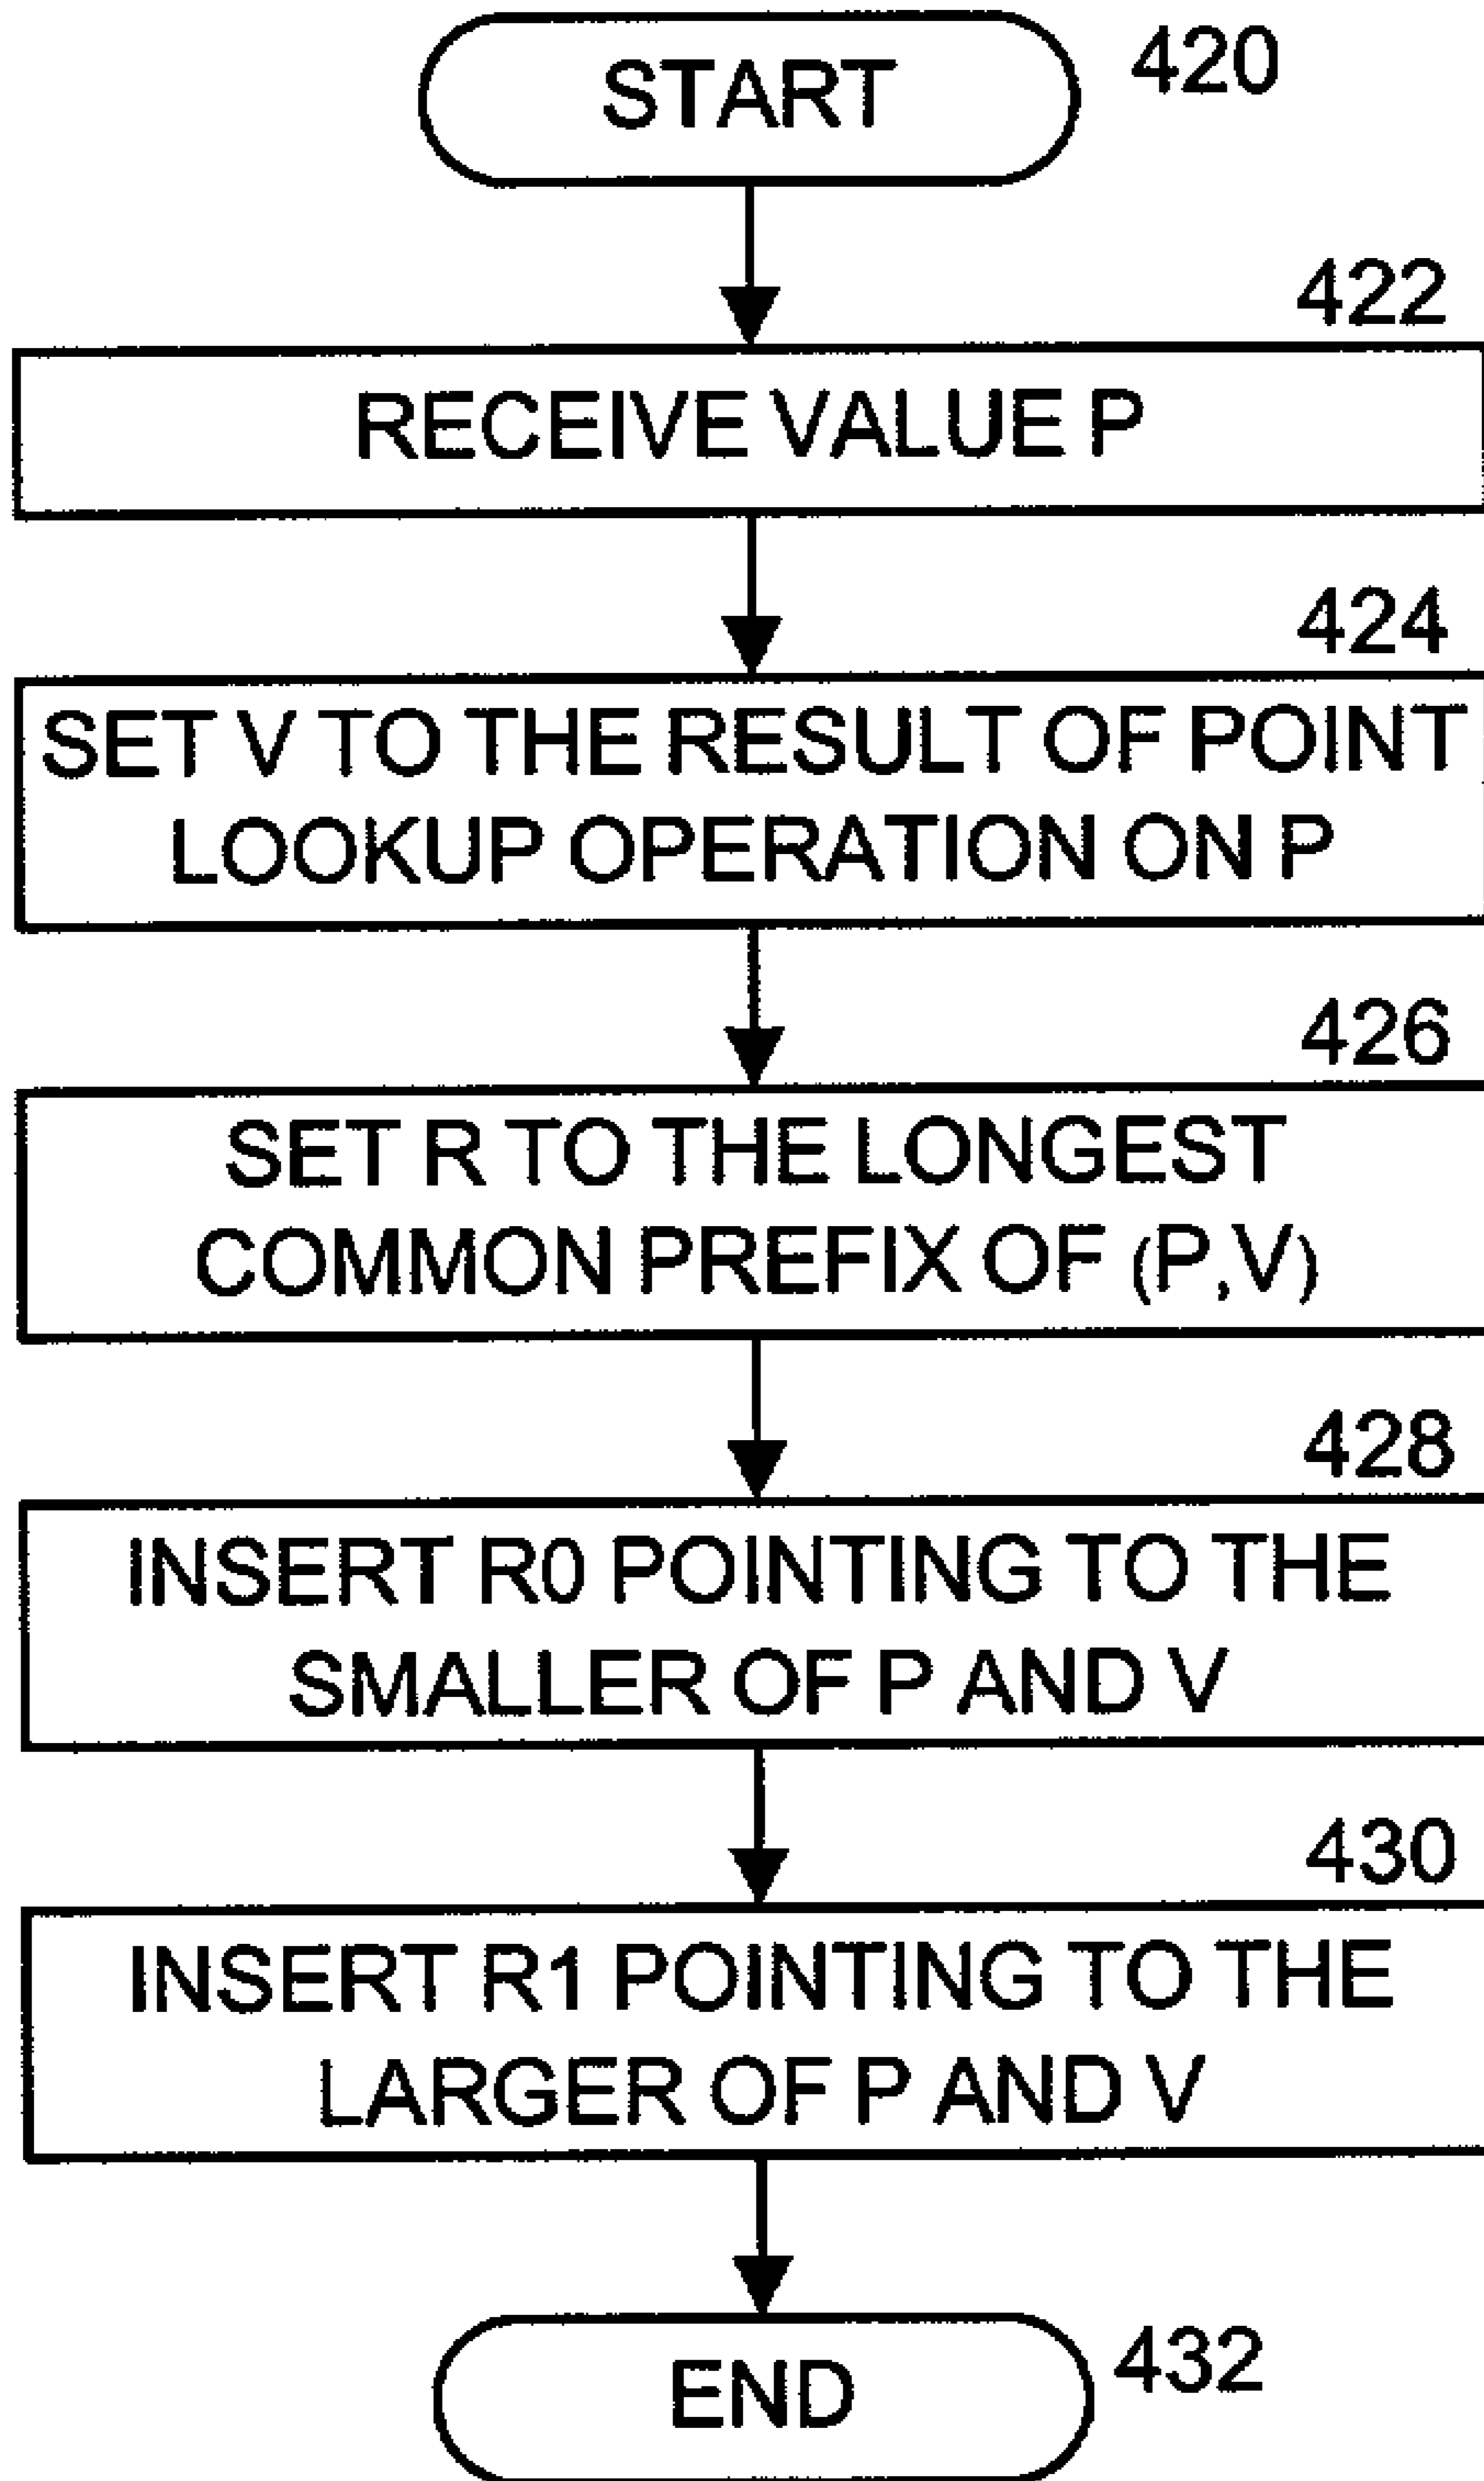 START
420
422
RECEIVE VALUE P
424
SET V TO THE RESULT OF POINT
LOOKUP OPERATION ON P
426
SET R TO THE LONGEST
COMMON PREFIX OF (P,V)
428
INSERT R0 POINTING TO THE
SMALLER OF P AND V
430
INSERT R1 POINTING TO THE
LARGER OF P AND V
END
432